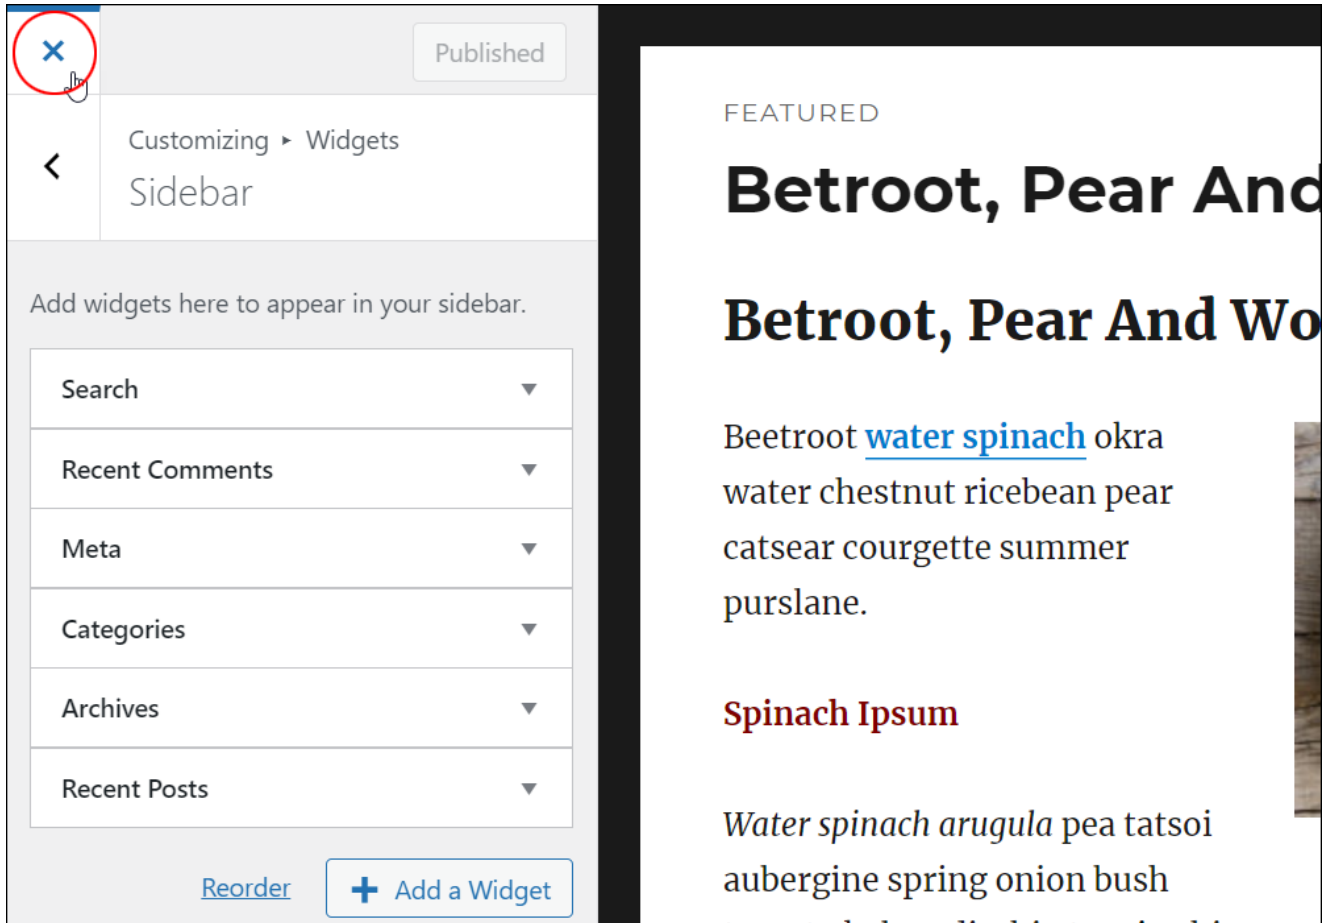 Published
Customizing ▸ Widgets
Sidebar
Add widgets here to appear in your sidebar.
Search
Recent Comments
Meta
Categories
Archives
Recent Posts
Reorder
Add a Widget
FEATURED
Betroot, Pear And
Betroot, Pear And Wo
Beetroot water spinach okra
water chestnut ricebean pear
catsear courgette summer
purslane.
Spinach Ipsum
Water spinach arugula pea tatsoi
aubergine spring onion bush